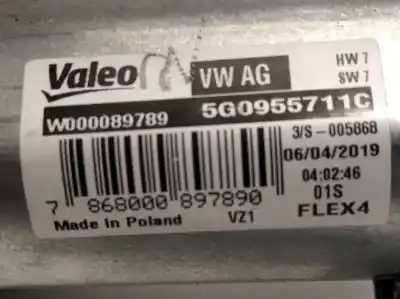 Valeo VW AG HW 7
SW 7
W000089789 5G0955711C
3/S-005868
06/04/2019
04:02:46
01S
7 868000 897890
Made in Poland VZ1 FLEX4